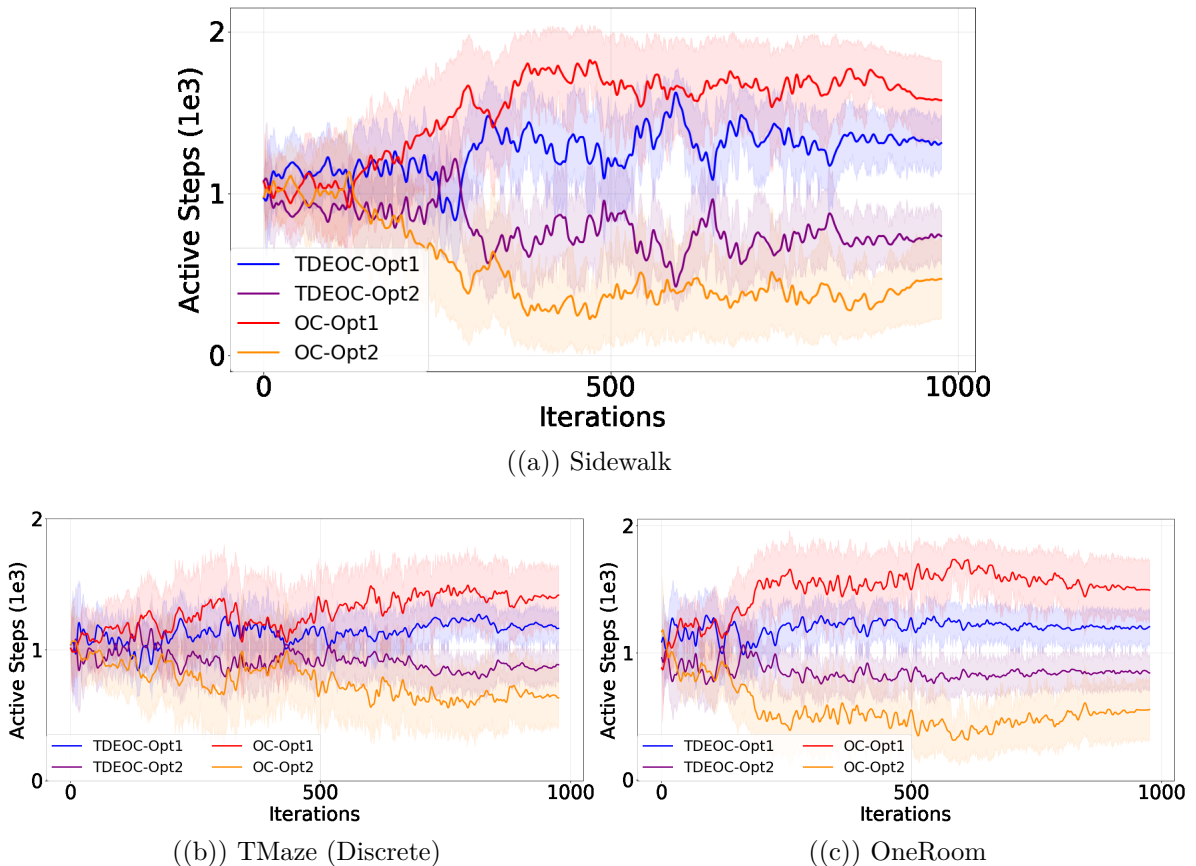 2
1
0
Active Steps (1e3)
TDEOC-Opt1
TDEOC-Opt2
OC-Opt1
OC-Opt2
0 500 1000
Iterations
((a)) Sidewalk
2
1
0
Active Steps (1e3)
TDEOC-Opt1 OC-Opt1
TDEOC-Opt2 OC-Opt2
0 500 1000
Iterations
((b)) TMaze (Discrete)
2
1
0
Active Steps (1e3)
TDEOC-Opt1 OC-Opt1
TDEOC-Opt2 OC-Opt2
0 500 1000
Iterations
((c)) OneRoom